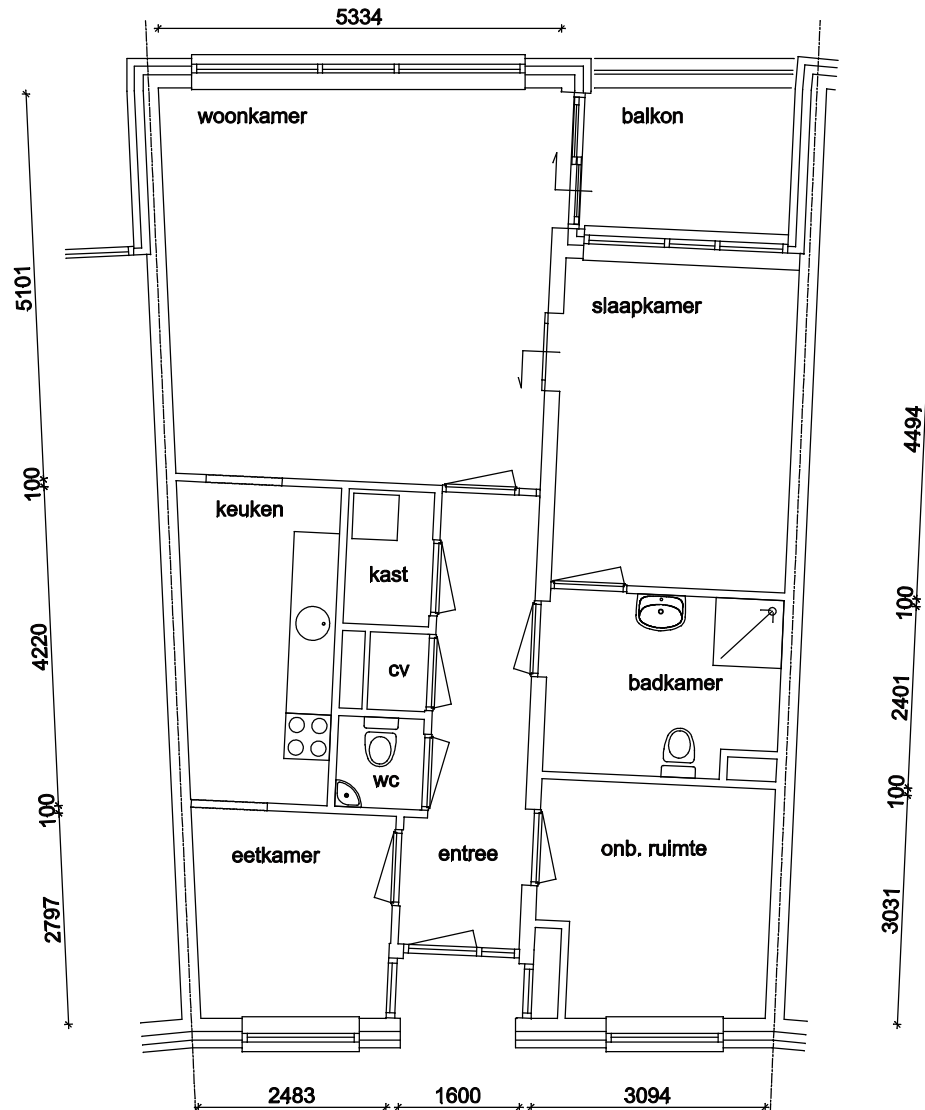 5334
woonkamer
balkon
5101
slaapkamer
4494
100
keuken
kast
100
4220
cv
badkamer
2401
wc
100
100
eetkamer
entree
onb. ruimte
2797
3031
2483
1600
3094